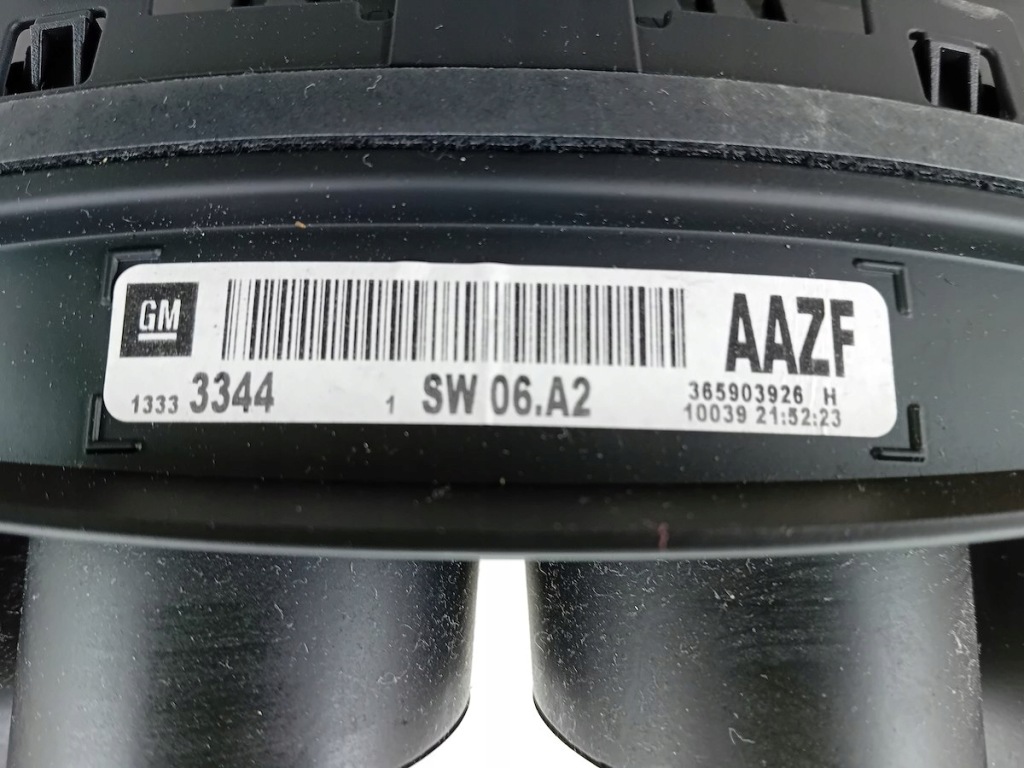 GM
AAZF
1333 3344 1 SW 06.A2
365903926 H
10039 21:52:23